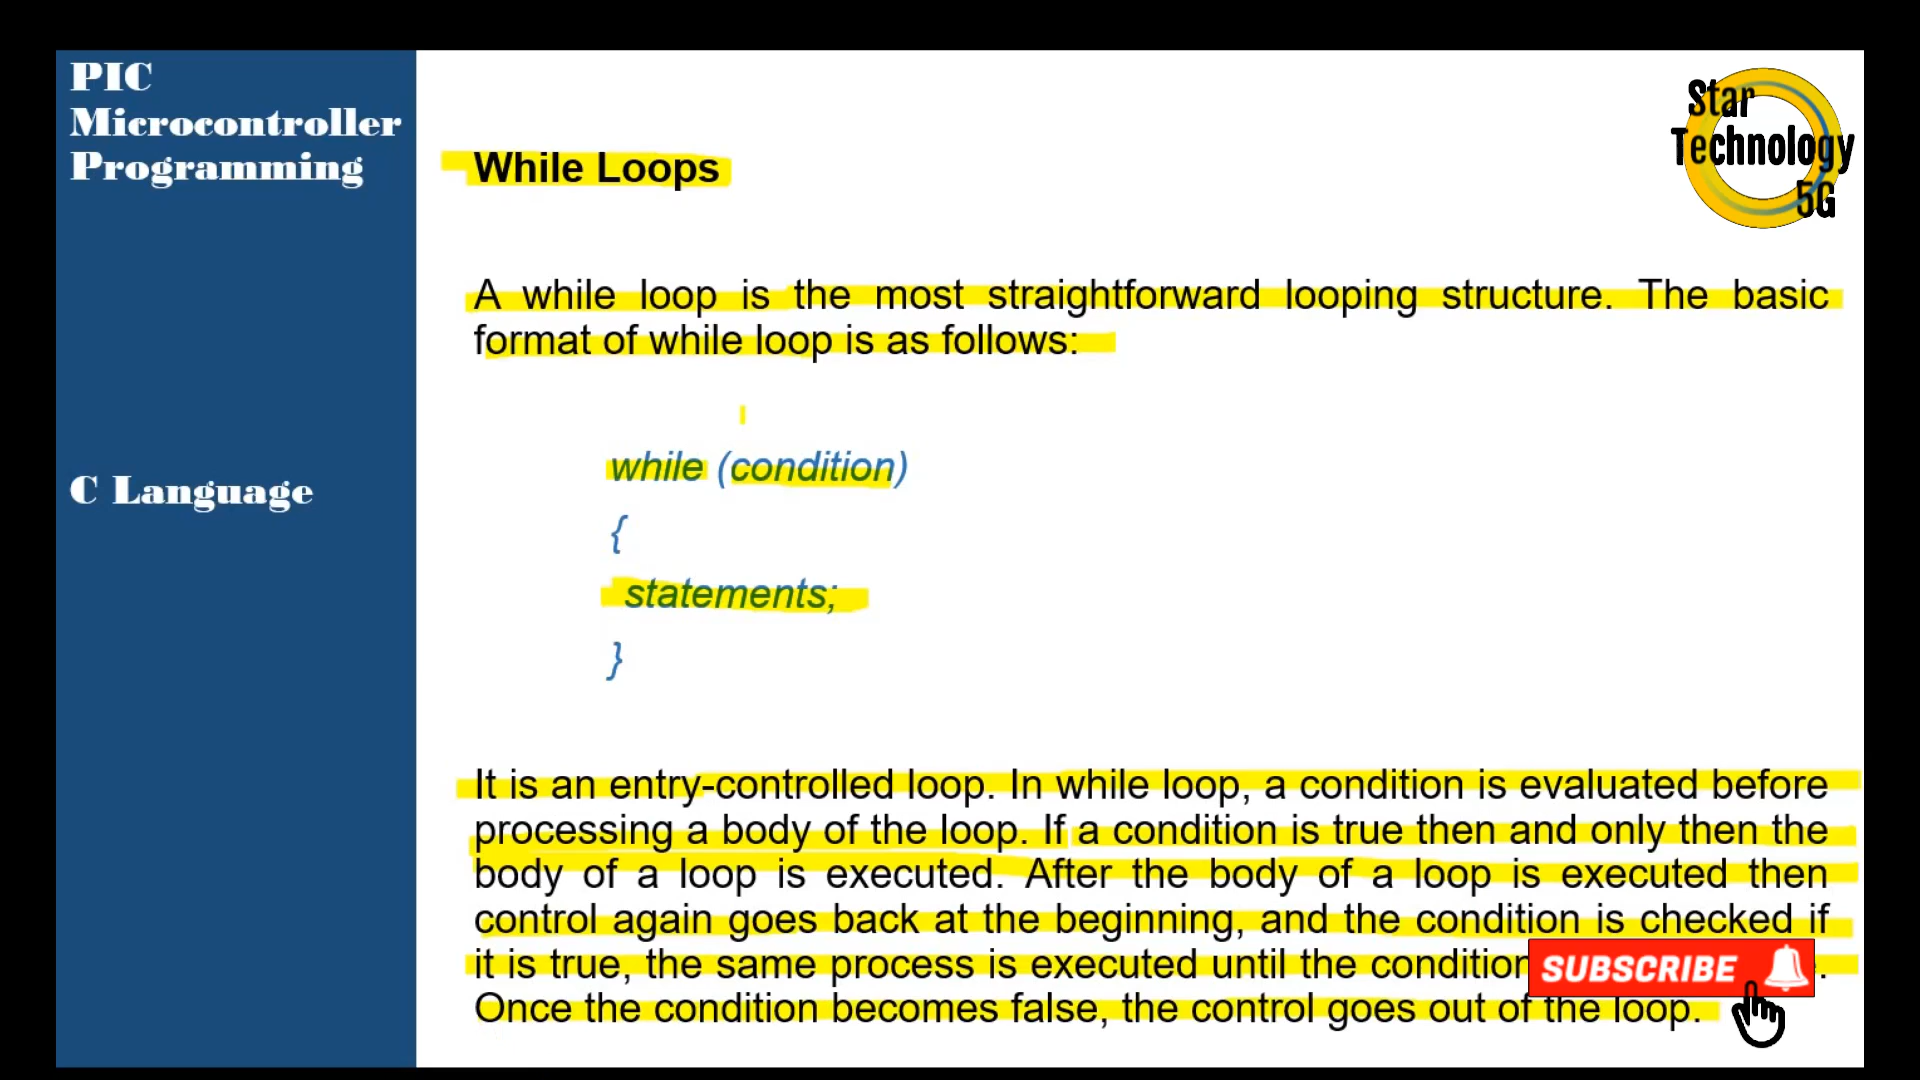 PIC
Microcontroller
Programming
C Language
Star
Technology
5G
While Loops
A while loop is the most straightforward looping structure. The basic
format of while loop is as follows:
while (condition)
{
statements;
}
It is an entry-controlled loop. In while loop, a condition is evaluated before
processing a body of the loop. If a condition is true then and only then the
body of a loop is executed. After the body of a loop is executed then
control again goes back at the beginning, and the condition is checked if
it is true, the same process is executed until the condition
SUBSCRIBE
Once the condition becomes false, the control goes out of the loop.